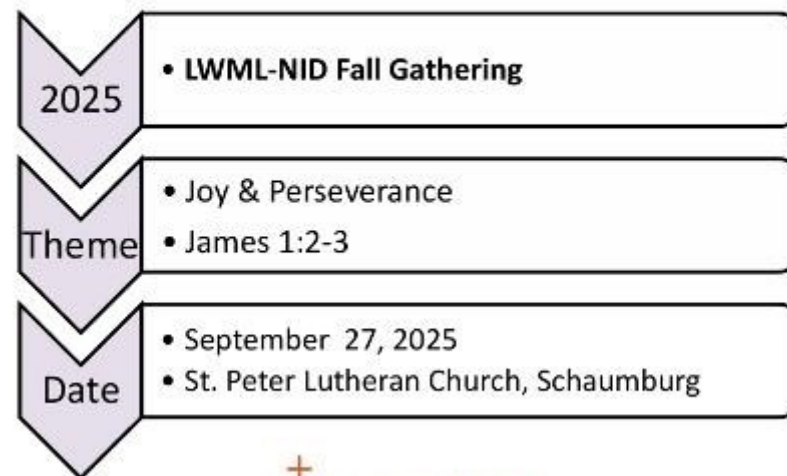 2025
• LWML-NID Fall Gathering
Theme
• Joy & Perseverance
• James 1:2-3
Date
• September 27, 2025
• St. Peter Lutheran Church, Schaumburg